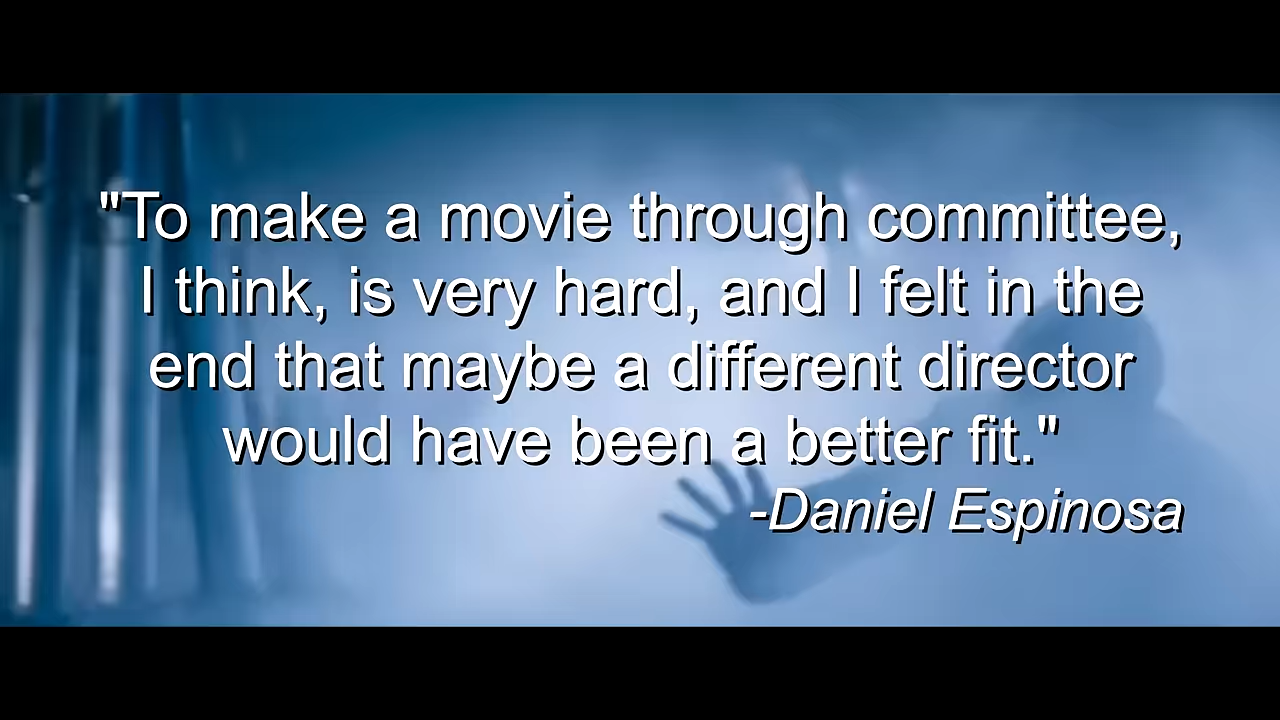 "To make a movie through committee,
I think, is very hard, and I felt in the
end that maybe a different director
would have been a better fit."
-Daniel Espinosa